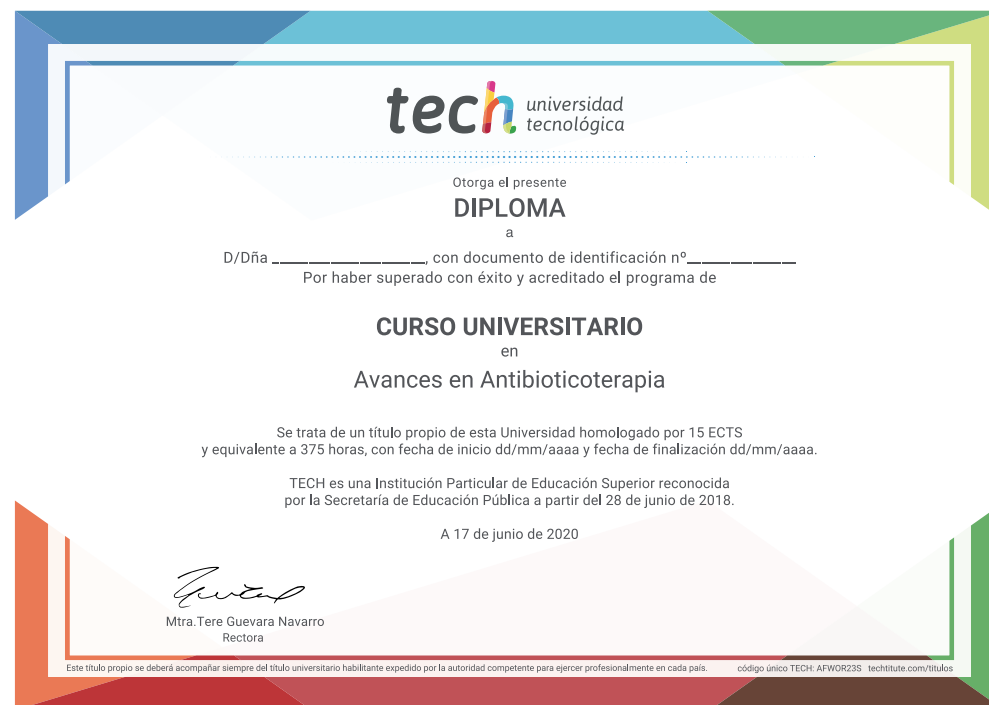 tech universidad
tecnológica
Otorga el presente
DIPLOMA
a
D/Dña ____________________, con documento de identificación nº______________
Por haber superado con éxito y acreditado el programa de
CURSO UNIVERSITARIO
en
Avances en Antibioticoterapia
Se trata de un título propio de esta Universidad homologado por 15 ECTS
y equivalente a 375 horas, con fecha de inicio dd/mm/aaaa y fecha de finalización dd/mm/aaaa.
TECH es una Institución Particular de Educación Superior reconocida
por la Secretaría de Educación Pública a partir del 28 de junio de 2018.
A 17 de junio de 2020
Mtra.Tere Guevara Navarro
Rectora
Este título propio se deberá acompañar siempre del título universitario habilitante expedido por la autoridad competente para ejercer profesionalmente en cada país. código único TECH: AFWOR23S techtitute.com/titulos